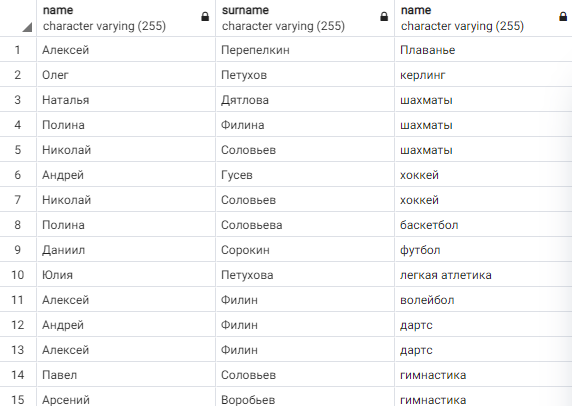 name surname name
character varying (255) character varying (255) character varying (255)
1 Алексей Перепелкин Плаванье
2 Олег Петухов керлинг
3 Наталья Дятлова шахматы
4 Полина Филина шахматы
5 Николай Соловьев шахматы
6 Андрей Гусев хоккей
7 Николай Соловьев хоккей
8 Полина Соловьева баскетбол
9 Даниил Сорокин футбол
10 Юлия Петухова легкая атлетика
11 Алексей Филин волейбол
12 Андрей Филин дартс
13 Алексей Филин дартс
14 Павел Соловьев гимнастика
15 Арсений Воробьев гимнастика